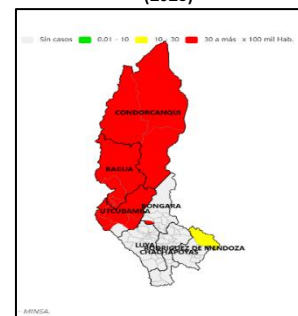 (2023)
Sin casos 0.01 - 10 10 - 30 30 a más x 100 mil Hab.
CONDORCANQUI
BAGUA
UTCUBAMBA
BONGARA
LUYA
RODRIGUEZ DE MENDOZA
CHACHAPOYAS
MINSA.